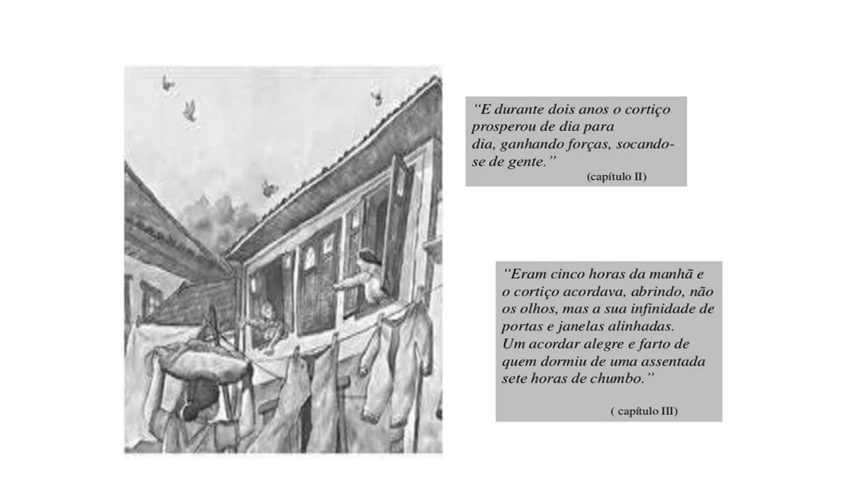 “E durante dois anos o cortiço
prosperou de dia para
dia, ganhando forças, socando-
se de gente.”
(capítulo II)
“Eram cinco horas da manhã e
o cortiço acordava, abrindo, não
os olhos, mas a sua infinidade de
portas e janelas alinhadas.
Um acordar alegre e farto de
quem dormiu de uma assentada
sete horas de chumbo.”
( capítulo III)